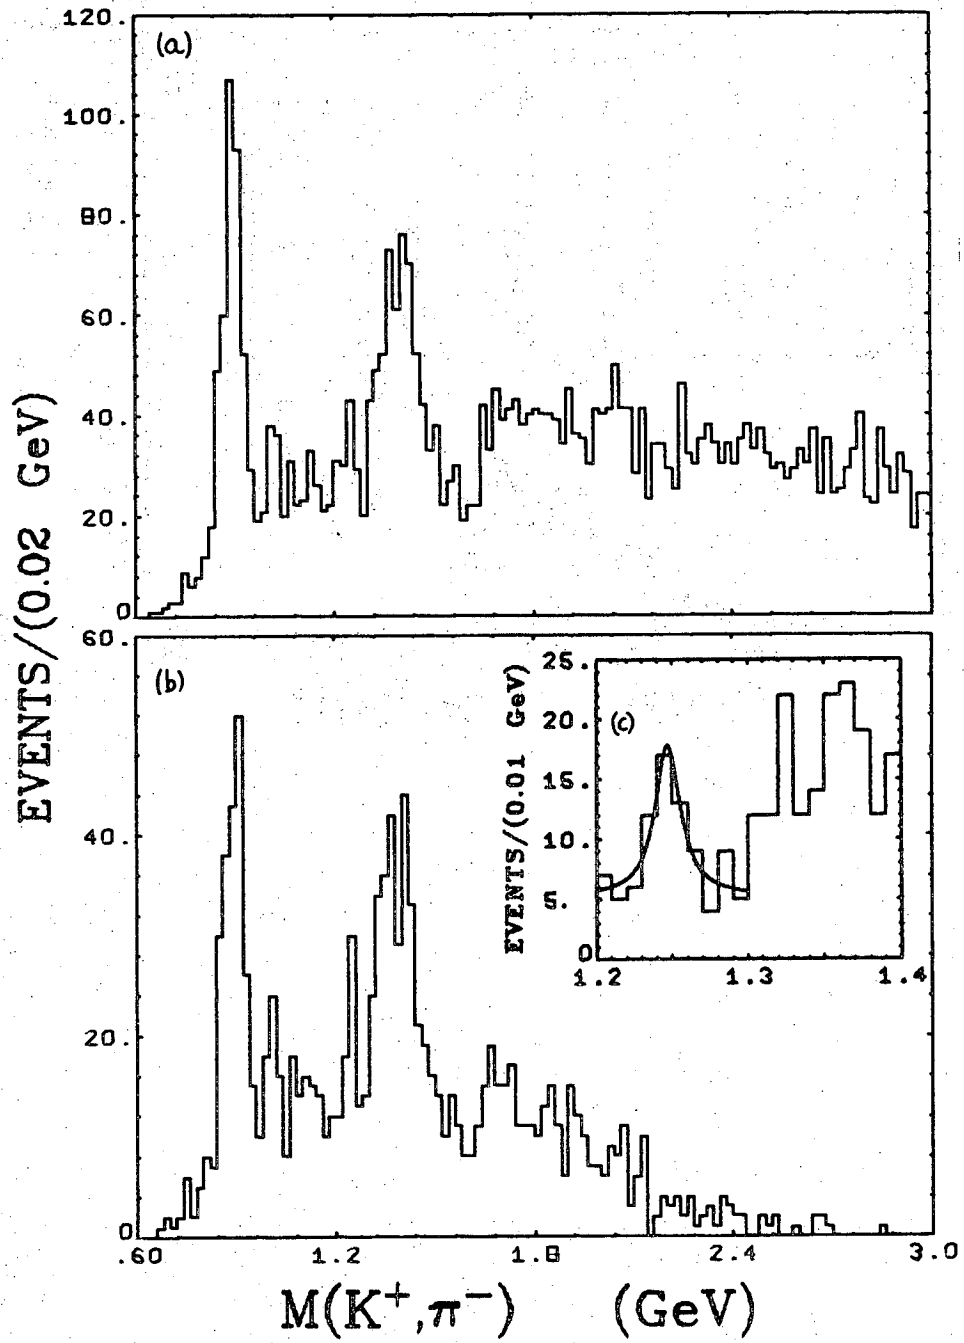 120.
(a)
100.
80.
60.
40.
20.
0
EVENTS/(0.02 GeV)
60.
(b)
40.
20.
0
.60 1.2 1.8 2.4 3.0
M(K⁺,π⁻) (GeV)
(c)
25.
20.
15.
10.
5.
0
EVENTS/(0.01 GeV)
1.2 1.3 1.4